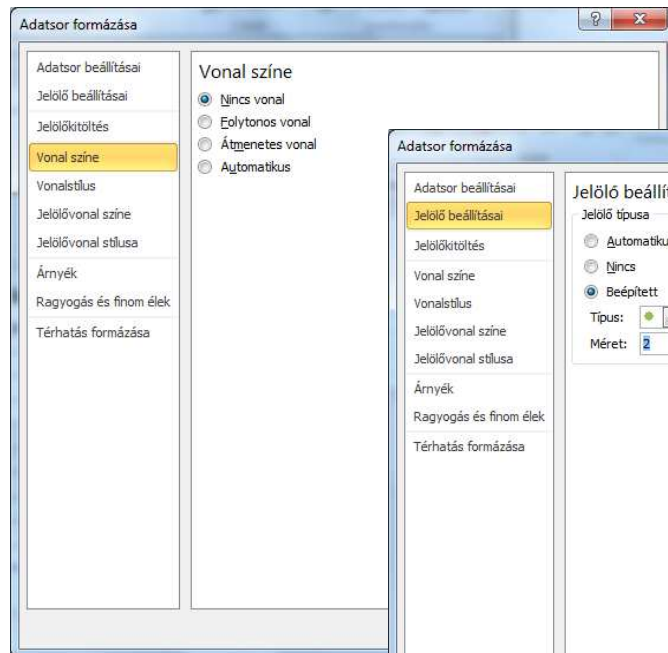 Adatsor formázása
Adatsor beállításai
Jelölő beállításai
Jelölőkitöltés
Vonal színe
Vonalstílus
Jelölővonal színe
Jelölővonal stílusa
Árnyék
Ragyogás és finom élek
Térhatás formázása
Vonal színe
Nincs vonal
Folytonos vonal
Átmenetes vonal
Automatikus
Adatsor formázása
Adatsor beállításai
Jelölő beállításai
Jelölőkitöltés
Vonal színe
Vonalstílus
Jelölővonal színe
Jelölővonal stílusa
Árnyék
Ragyogás és finom élek
Térhatás formázása
Jelölő beállít
Jelölő típusa
Automatiku
Nincs
Beépített
Típus:
Méret: 2